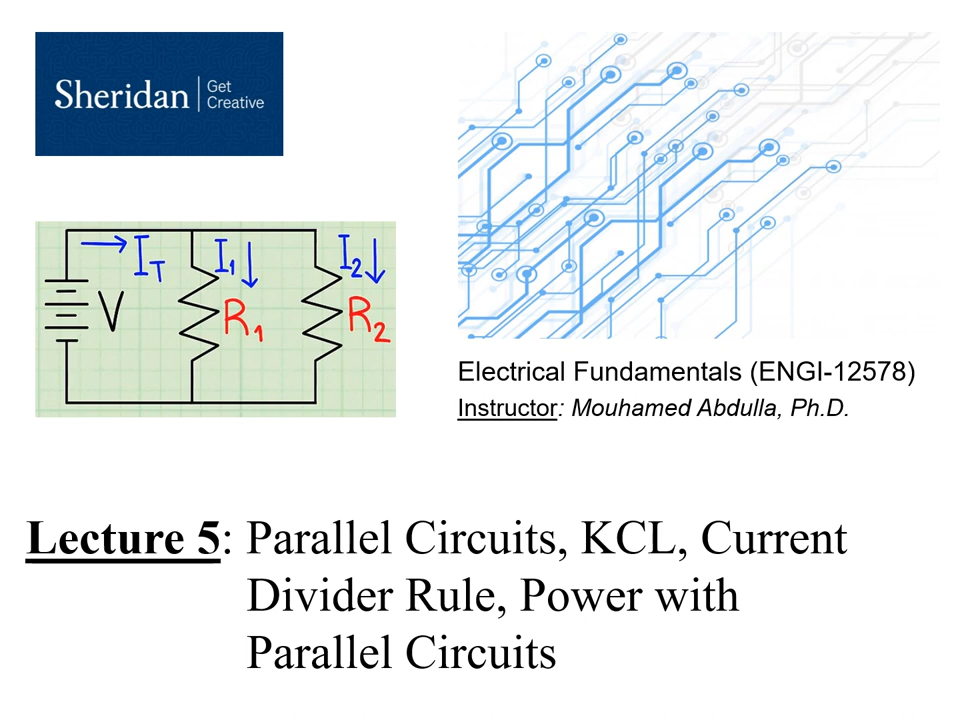 Sheridan
Get
Creative
I_T
I_1
I_2
V
R_1
R_2
Electrical Fundamentals (ENGI-12578)
Instructor: Mouhamed Abdulla, Ph.D.
Lecture 5: Parallel Circuits, KCL, Current
Divider Rule, Power with
Parallel Circuits